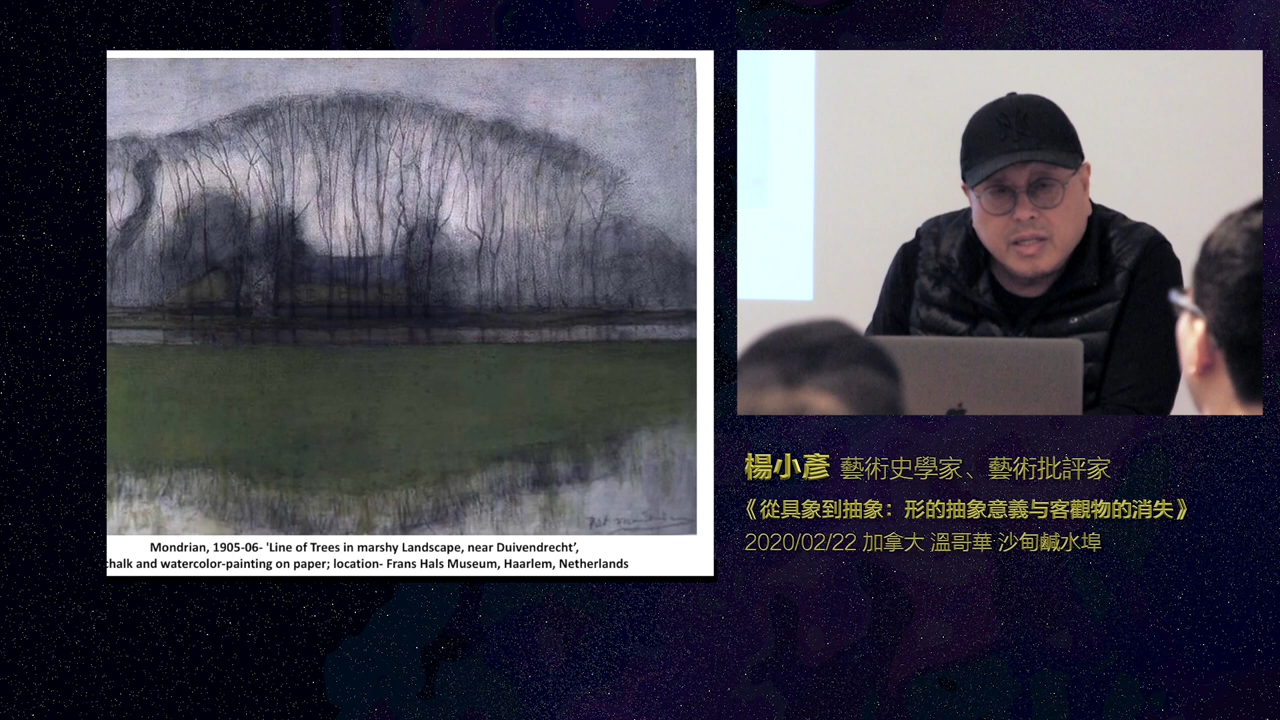 Mondrian, 1905-06- 'Line of Trees in marshy Landscape, near Duivendrecht',
chalk and watercolor-painting on paper; location- Frans Hals Museum, Haarlem, Netherlands
楊小彥 藝術史學家、藝術批評家
《從具象到抽象：形的抽象意義与客觀物的消失》
2020/02/22 加拿大 溫哥華 沙甸鹹水埠